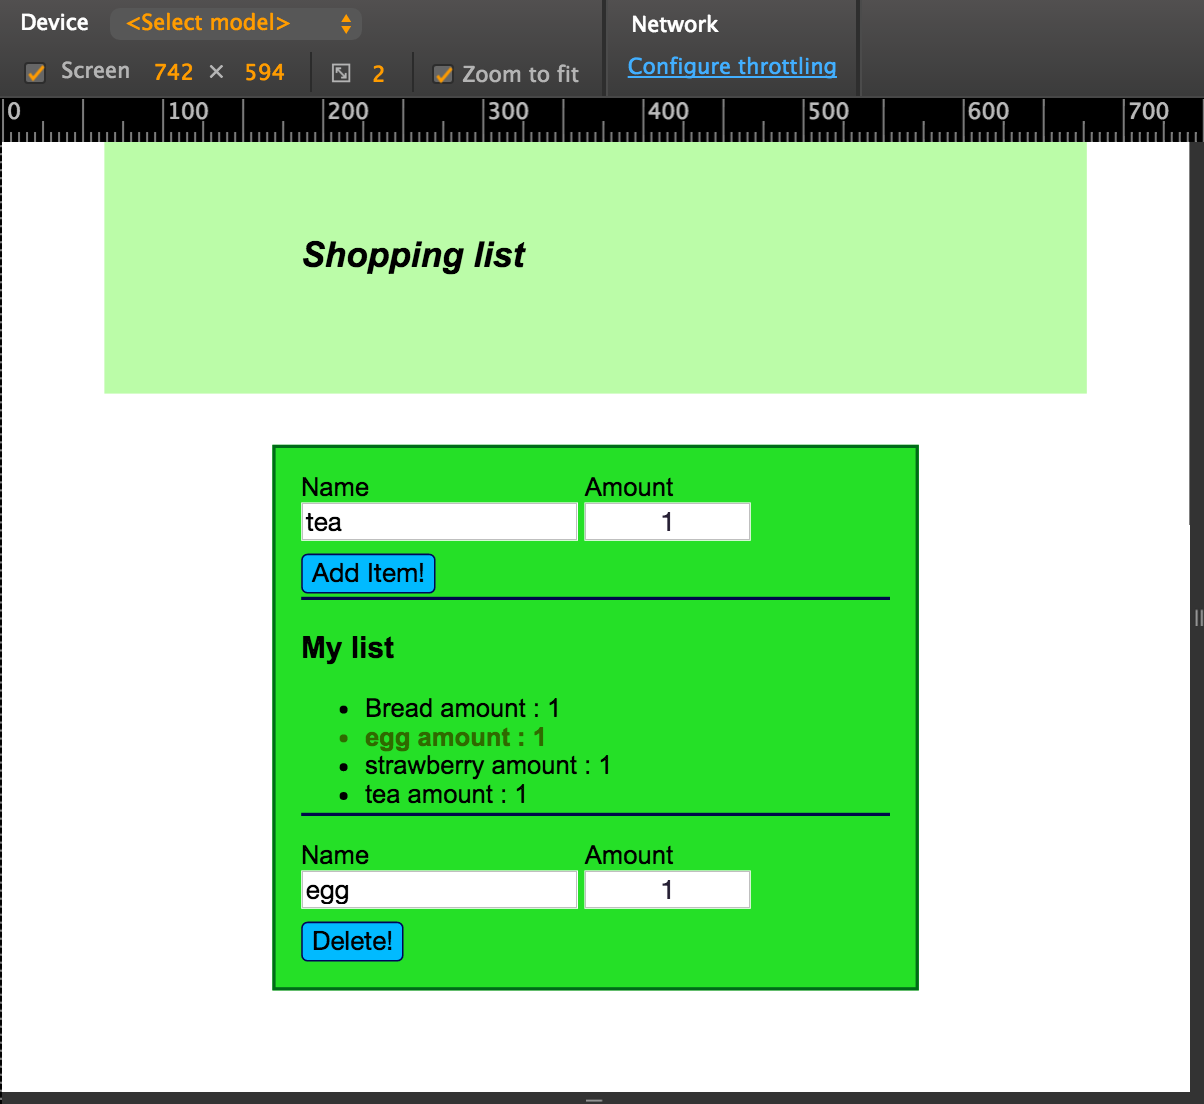 Device <Select model> Network
Screen 742 × 594 2 Zoom to fit Configure throttling
0 100 200 300 400 500 600 700
Shopping list
Name Amount
tea 1
Add Item!
My list
• Bread amount : 1
• egg amount : 1
• strawberry amount : 1
• tea amount : 1
Name Amount
egg 1
Delete!